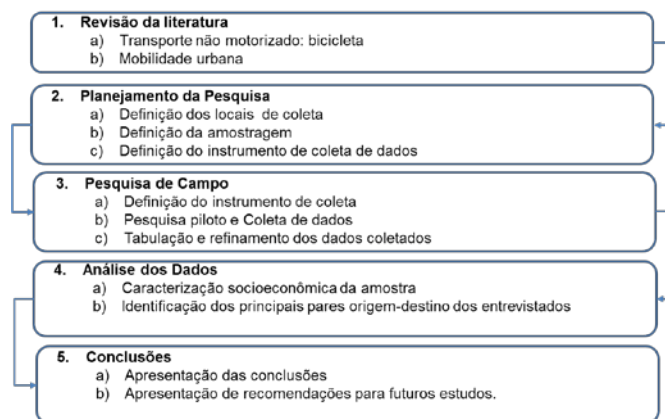 1. Revisão da literatura
a) Transporte não motorizado: bicicleta
b) Mobilidade urbana
2. Planejamento da Pesquisa
a) Definição dos locais de coleta
b) Definição da amostragem
c) Definição do instrumento de coleta de dados
3. Pesquisa de Campo
a) Definição do instrumento de coleta
b) Pesquisa piloto e Coleta de dados
c) Tabulação e refinamento dos dados coletados
4. Análise dos Dados
a) Caracterização socioeconômica da amostra
b) Identificação dos principais pares origem-destino dos entrevistados
5. Conclusões
a) Apresentação das conclusões
b) Apresentação de recomendações para futuros estudos.